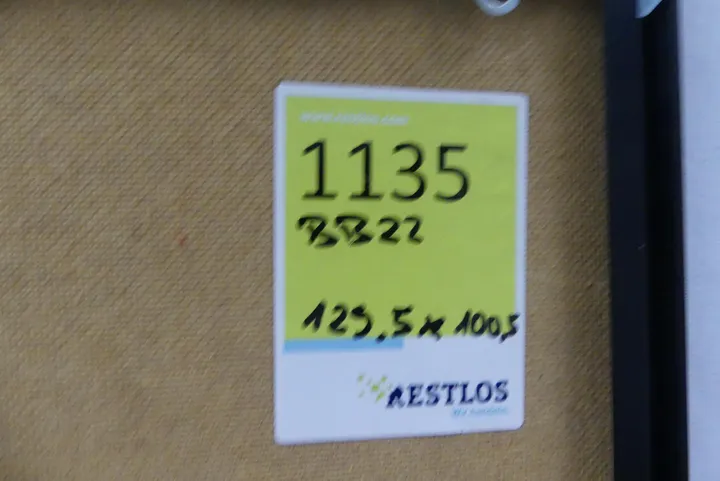 1135
BB22
129,5 x 100,5
RESTLOS